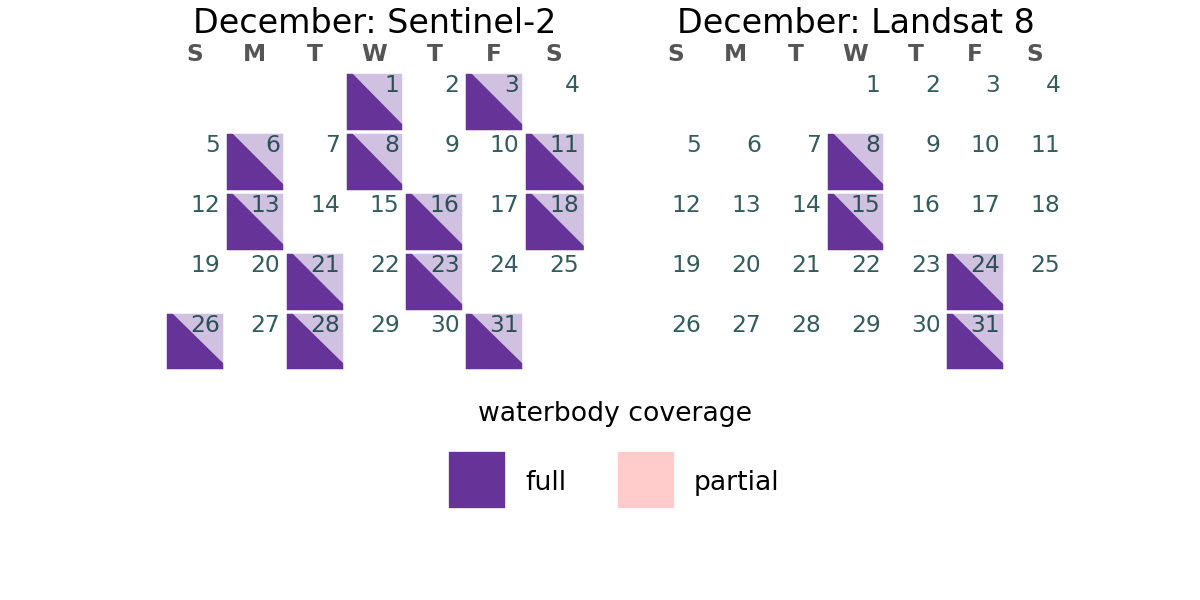 December: Sentinel-2
S M T W T F S
1 2 3 4
5 6 7 8 9 10 11
12 13 14 15 16 17 18
19 20 21 22 23 24 25
26 27 28 29 30 31
December: Landsat 8
S M T W T F S
1 2 3 4
5 6 7 8 9 10 11
12 13 14 15 16 17 18
19 20 21 22 23 24 25
26 27 28 29 30 31
waterbody coverage
full partial